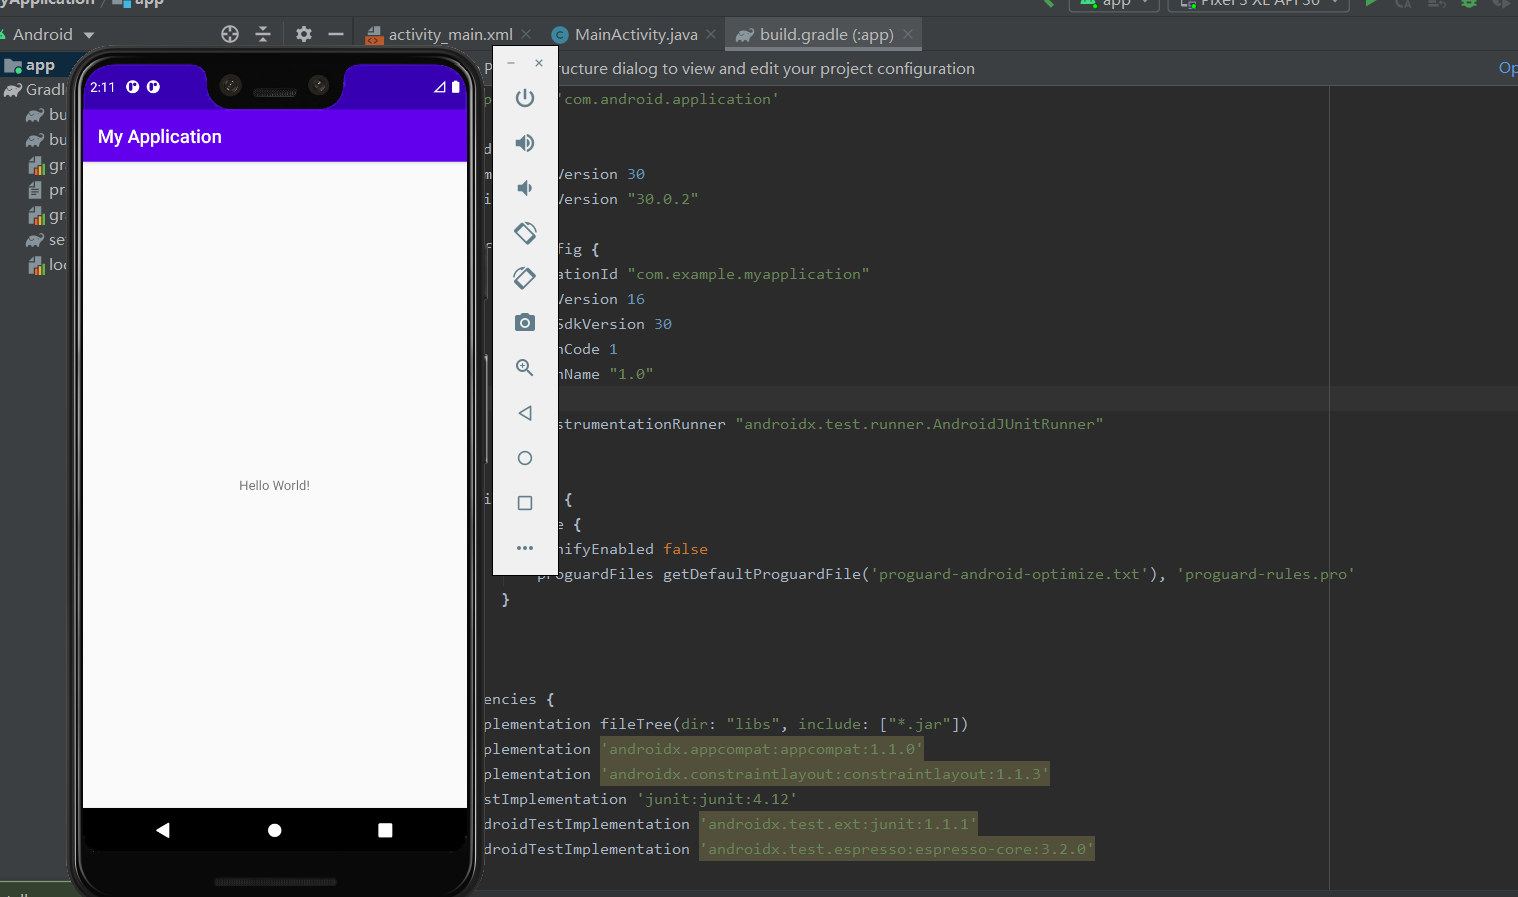 yApplication / app
app
Pixel 3 XL API 30
Android
activity_main.xml
MainActivity.java
build.gradle (:app)
app
P
ructure dialog to view and edit your project configuration
Op
Gradl
bu
bu
gr
pr
gr
se
loc
2:11
My Application
Hello World!
p 'com.android.application'
d
m Version 30
i Version "30.0.2"
f fig {
ationId "com.example.myapplication"
Version 16
SdkVersion 30
nCode 1
nName "1.0"
strumentationRunner "androidx.test.runner.AndroidJUnitRunner"
i {
e {
nifyEnabled false
proguardFiles getDefaultProguardFile('proguard-android-optimize.txt'), 'proguard-rules.pro'
}
encies {
plementation fileTree(dir: "libs", include: ["*.jar"])
plementation 'androidx.appcompat:appcompat:1.1.0'
plementation 'androidx.constraintlayout:constraintlayout:1.1.3'
stImplementation 'junit:junit:4.12'
droidTestImplementation 'androidx.test.ext:junit:1.1.1'
droidTestImplementation 'androidx.test.espresso:espresso-core:3.2.0'